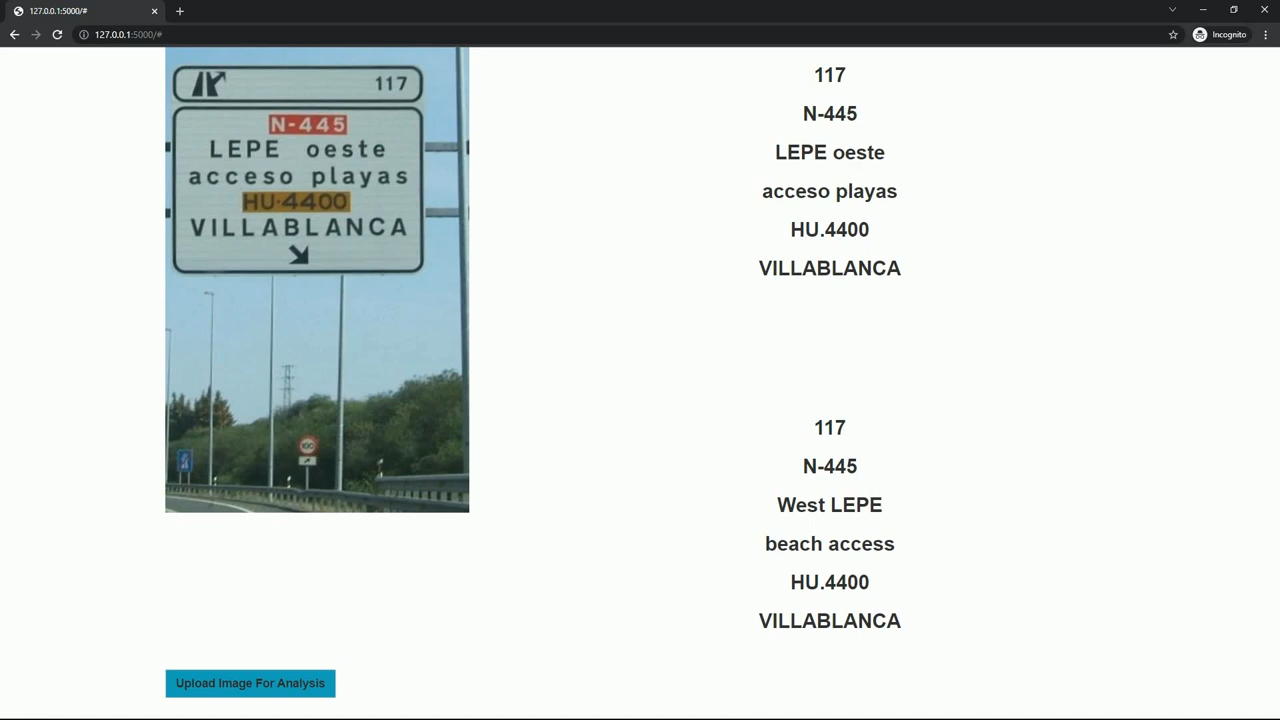 127.0.0.1:5000/#
127.0.0.1:5000/#
Incognito
117
N-445
LEPE oeste
acceso playas
HU·4400
VILLABLANCA
100
117
N-445
LEPE oeste
acceso playas
HU.4400
VILLABLANCA
117
N-445
West LEPE
beach access
HU.4400
VILLABLANCA
Upload Image For Analysis